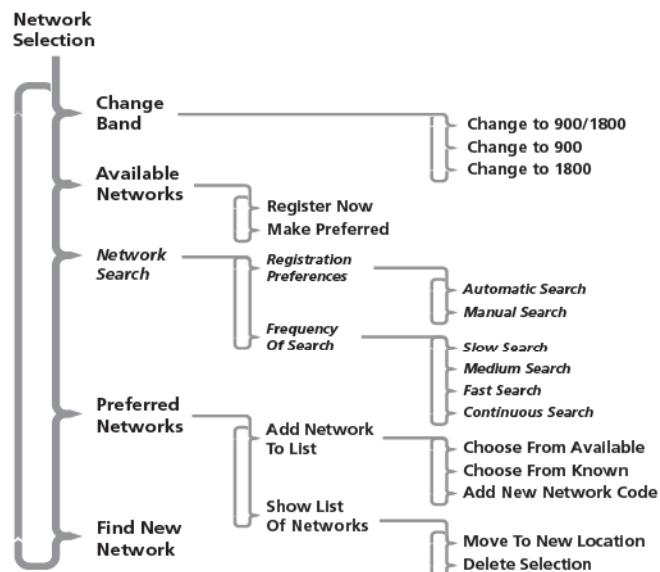 Network
Selection
Change
Band
Change to 900/1800
Change to 900
Change to 1800
Available
Networks
Register Now
Make Preferred
Network
Search
Registration
Preferences
Automatic Search
Manual Search
Frequency
Of Search
Slow Search
Medium Search
Fast Search
Continuous Search
Preferred
Networks
Add Network
To List
Choose From Available
Choose From Known
Add New Network Code
Show List
Of Networks
Move To New Location
Delete Selection
Find New
Network